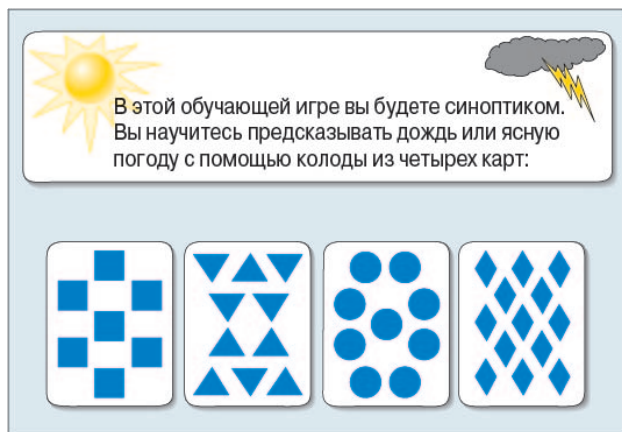 В этой обучающей игре вы будете синоптиком.
Вы научитесь предсказывать дождь или ясную
погоду с помощью колоды из четырех карт: